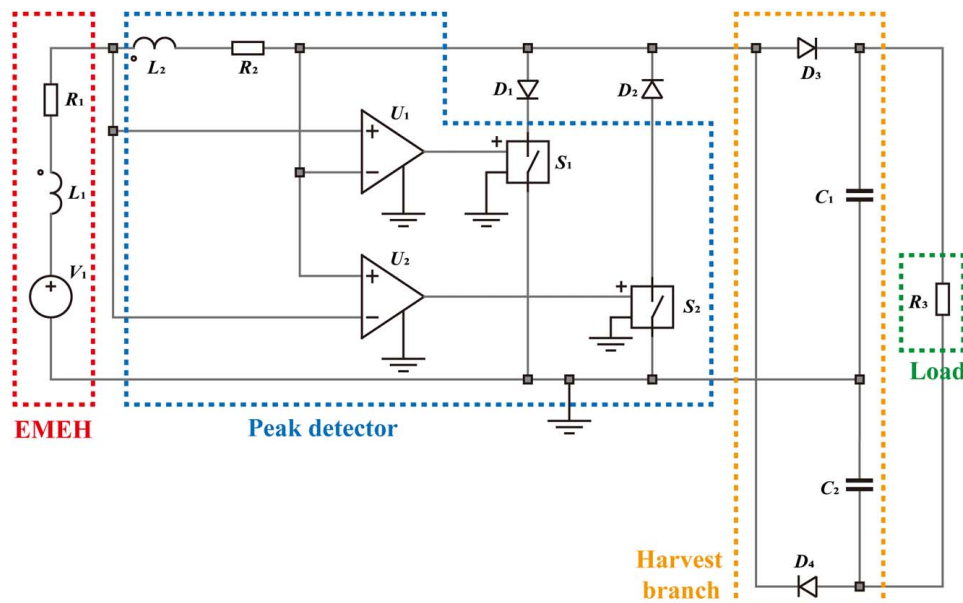 L₂
R₂
D₁
D₂
D₃
R₁
U₁
+
−
+
S₁
L₁
C₁
V₁
+
U₂
+
−
+
S₂
R₃
Load
EMEH
Peak detector
C₂
D₄
Harvest
branch